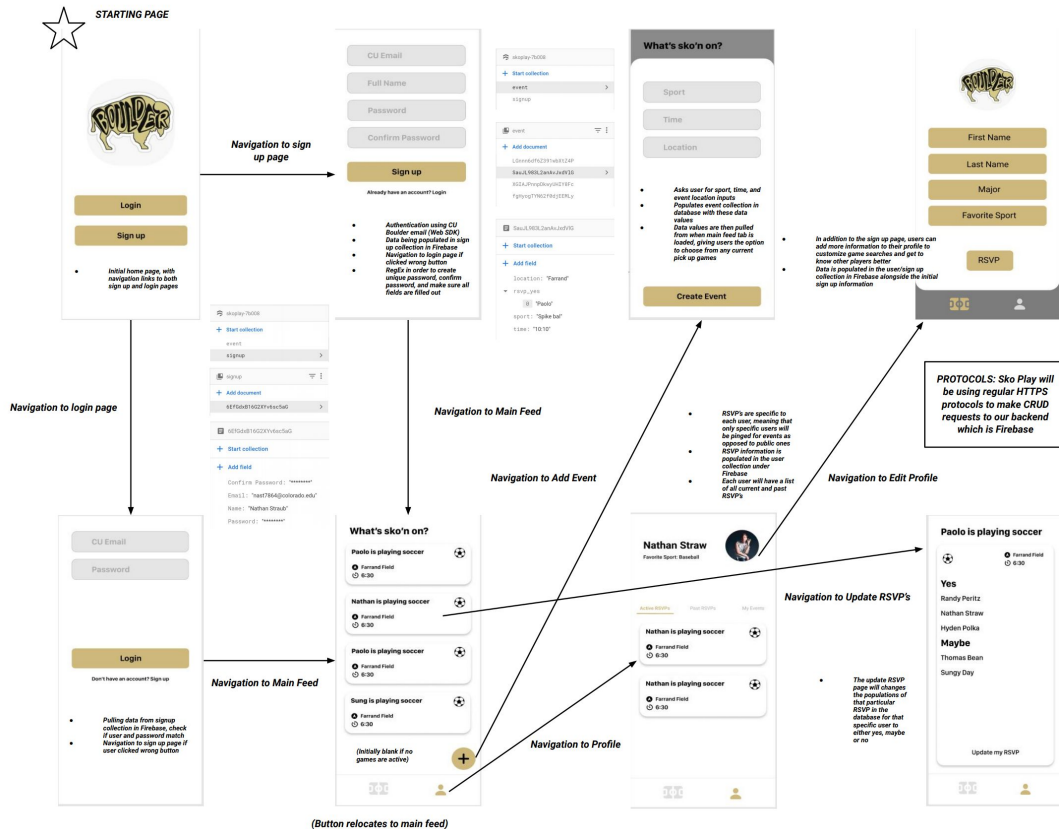 STARTING PAGE
BOULDER
Login
Sign up
● Initial home page, with
navigation links to both
sign up and login pages
Navigation to sign
up page
CU Email
Full Name
Password
Confirm Password
Sign up
Already have an account? Login
● Authentication using CU
Boulder email (Web SDK)
● Data being populated in sign
up collection in Firebase
● Navigation to login page if
clicked wrong button
● RegEx in order to create
unique password, confirm
password, and make sure all
fields are filled out
skoplay-7b008
+ Start collection
event
signup
event
+ Add document
SauJL983L2anAvJxdVlG
SauJL983L2anAvJxdVlG
+ Start collection
+ Add field
location: "Farrand"
rsvp_yes
0 "Paolo"
sport: "Spike bal"
time: "10:10"
What's sko'n on?
Sport
Time
Location
● Asks user for sport, time, and
event location inputs
● Populates event collection in
database with these data
values
● Data values are then pulled
from when main feed tab is
loaded, giving users the option
to choose from any current
pick up games
Create Event
BOULDER
First Name
Last Name
Major
Favorite Sport
RSVP
● In addition to the sign up page, users can
add more information to their profile to
customize game searches and get to
know other players better
● Data is populated in the user/sign up
collection in Firebase alongside the initial
sign up information
skoplay-7b008
+ Start collection
event
signup
signup
+ Add document
6EfGdxB16G2XYv6xc5aG
6EfGdxB16G2XYv6xc5aG
+ Start collection
+ Add field
Confirm Password: "********"
Email: "nast7864@colorado.edu"
Name: "Nathan Straub"
Password: "********"
Navigation to login page
Navigation to Main Feed
Navigation to Add Event
● RSVP's are specific to
each user, meaning that
only specific users will
be pinged for events as
opposed to public ones
● RSVP information is
populated in the user
collection under
Firebase
● Each user will have a list
of all current and past
RSVP's
Navigation to Edit Profile
PROTOCOLS: Sko Play will
be using regular HTTPS
protocols to make CRUD
requests to our backend
which is Firebase
CU Email
Password
Login
Don't have an account? Sign up
● Pulling data from signup
collection in Firebase, check
if user and password match
● Navigation to sign up page if
user clicked wrong button
Navigation to Main Feed
What's sko'n on?
Paolo is playing soccer
Farrand Field
6:30
Nathan is playing soccer
Farrand Field
6:30
Paolo is playing soccer
Farrand Field
6:30
Sung is playing soccer
Farrand Field
6:30
(Initially blank if no
games are active)
+
(Button relocates to main feed)
Navigation to Profile
Nathan Straw
Favorite Sport: Baseball
Active RSVPs Past RSVPs My Events
Nathan is playing soccer
Farrand Field
6:30
Nathan is playing soccer
Farrand Field
6:30
Navigation to Update RSVP's
● The update RSVP
page will changes
the populations of
that particular
RSVP in the
database for that
specific user to
either yes, maybe
or no
Paolo is playing soccer
Farrand Field
6:30
Yes
Randy Peritz
Nathan Straw
Hyden Polka
Maybe
Thomas Bean
Sungy Day
Update my RSVP